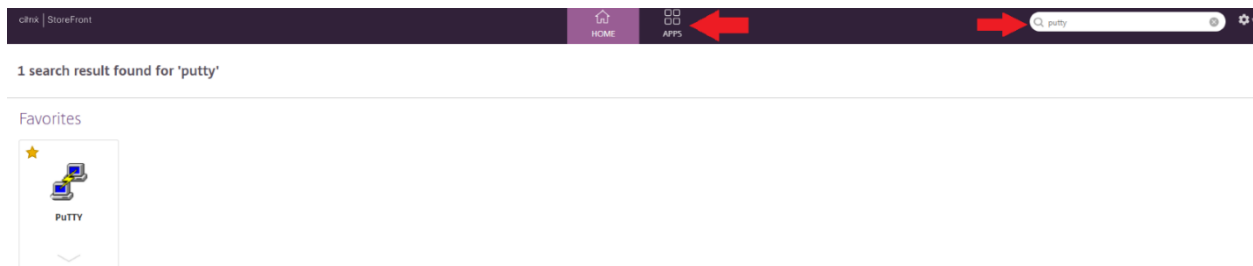 citrix | StoreFront
HOME
APPS
putty
1 search result found for 'putty'
Favorites
PuTTY